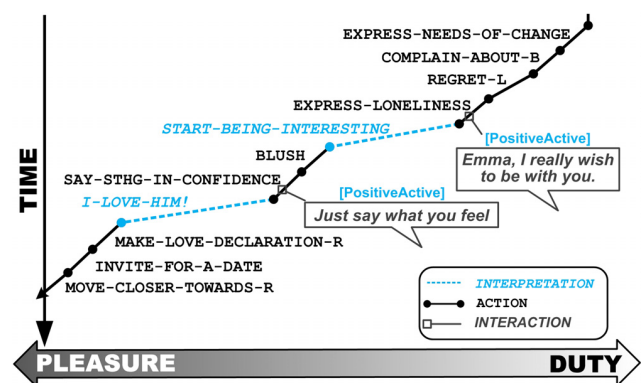 EXPRESS-NEEDS-OF-CHANGE
COMPLAIN-ABOUT-B
REGRET-L
EXPRESS-LONELINESS
START-BEING-INTERESTING
[PositiveActive]
Emma, I really wish
to be with you.
BLUSH
SAY-STHG-IN-CONFIDENCE
[PositiveActive]
I-LOVE-HIM!
Just say what you feel
MAKE-LOVE-DECLARATION-R
INVITE-FOR-A-DATE
MOVE-CLOSER-TOWARDS-R
TIME
INTERPRETATION
ACTION
INTERACTION
PLEASURE
DUTY